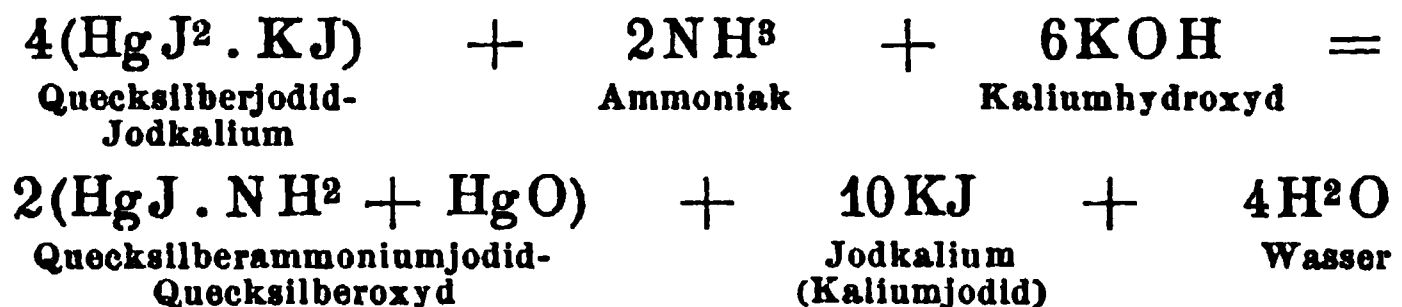 4(HgJ². KJ) + 2NH³ + 6KOH =
Quecksilberjodid- Ammoniak Kaliumhydroxyd
Jodkalium
2(HgJ . NH² + HgO) + 10KJ + 4H²O
Quecksilberammoniumjodid- Jodkalium Wasser
Quecksilberoxyd (Kaliumjodid)